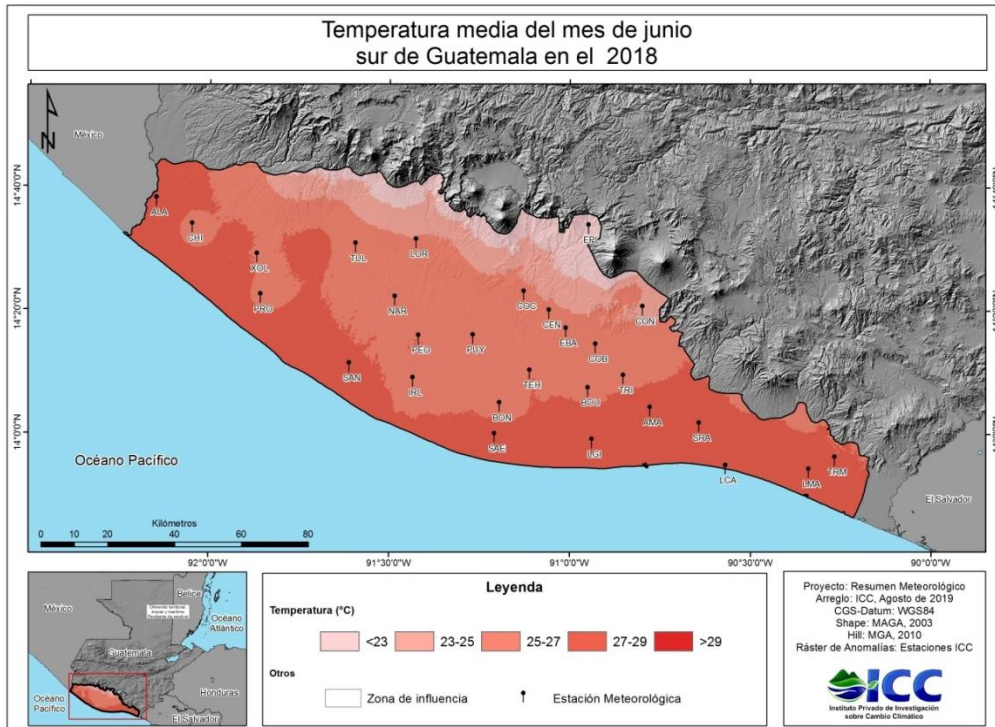 Temperatura media del mes de junio
sur de Guatemala en el 2018
México
14°40'0"N
14°20'0"N
14°0'0"N
ALA
CHI
XOL
PRO
TUL
LOR
NAR
PEO
PUY
SAN
IRL
BON
SAE
TEH
COC
CEN
EBA
COB
CON
BOU
TRI
LGI
AMA
SRA
LCA
LMA
TRM
Océano Pacífico
El Salvador
Kilómetros
0 10 20 40 60 80
92°0'0"W
91°30'0"W
91°0'0"W
90°30'0"W
90°0'0"W
México
Belice
Océano
Atlántico
Guatemala
Honduras
Océano
Pacífico
El Salvador
Leyenda
Temperatura (°C)
<23
23-25
25-27
27-29
>29
Otros
Zona de influencia
Estación Meteorológica
Proyecto: Resumen Meteorológico
Arreglo: ICC, Agosto de 2019
CGS-Datum: WGS84
Shape: MAGA, 2003
Hill: MGA, 2010
Ráster de Anomalías: Estaciones ICC
ICC
Instituto Privado de Investigación
sobre Cambio Climático